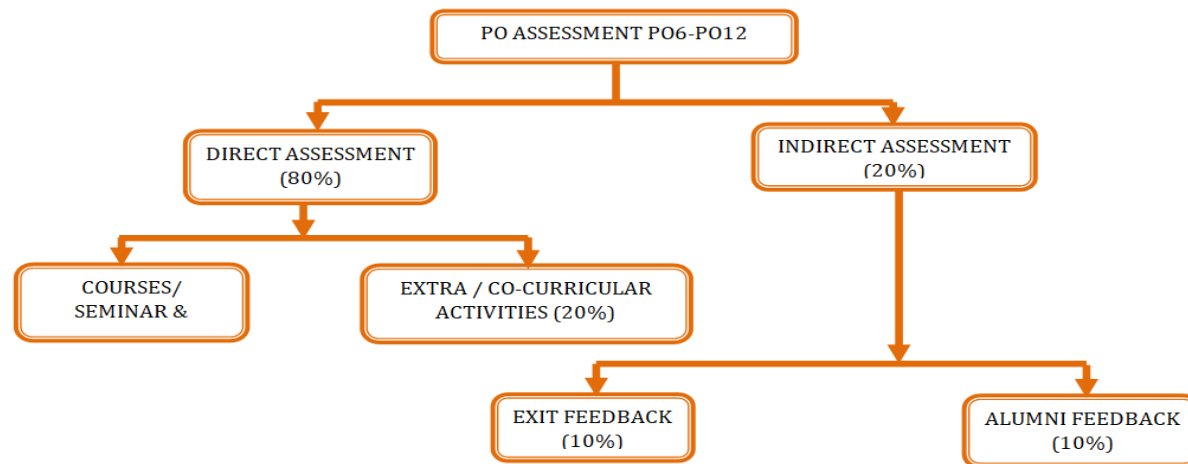 PO ASSESSMENT PO6-PO12
DIRECT ASSESSMENT
(80%)
INDIRECT ASSESSMENT
(20%)
COURSES/
SEMINAR &
EXTRA / CO-CURRICULAR
ACTIVITIES (20%)
EXIT FEEDBACK
(10%)
ALUMNI FEEDBACK
(10%)